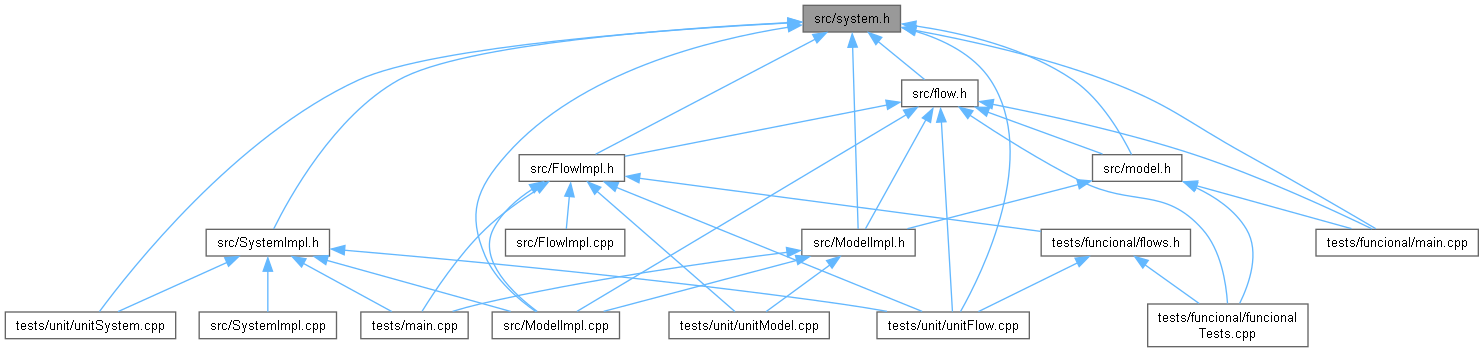 src/system.h
src/flow.h
src/FlowImpl.h
src/model.h
src/SystemImpl.h
src/FlowImpl.cpp
src/ModelImpl.h
tests/funcional/flows.h
tests/funcional/main.cpp
tests/unit/unitSystem.cpp
src/SystemImpl.cpp
tests/main.cpp
src/ModelImpl.cpp
tests/unit/unitModel.cpp
tests/unit/unitFlow.cpp
tests/funcional/funcional
Tests.cpp